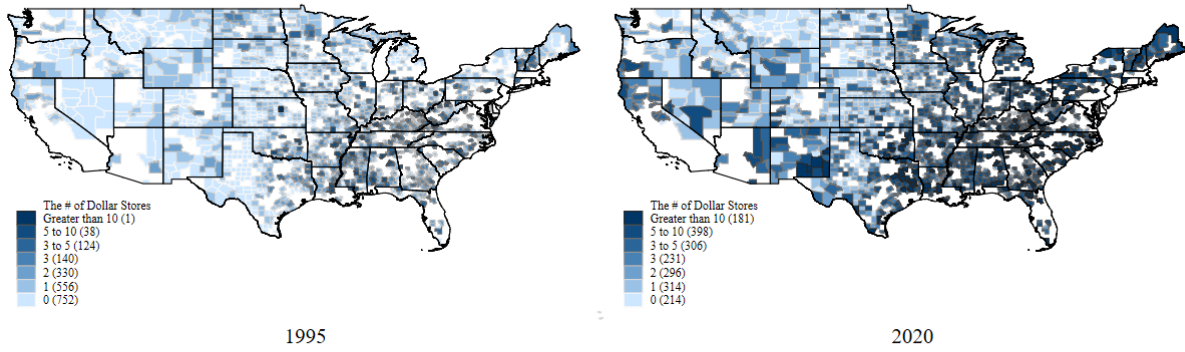 The # of Dollar Stores
Greater than 10 (1)
5 to 10 (38)
3 to 5 (124)
3 (140)
2 (330)
1 (556)
0 (752)
1995
The # of Dollar Stores
Greater than 10 (181)
5 to 10 (398)
3 to 5 (306)
3 (231)
2 (296)
1 (314)
0 (214)
2020